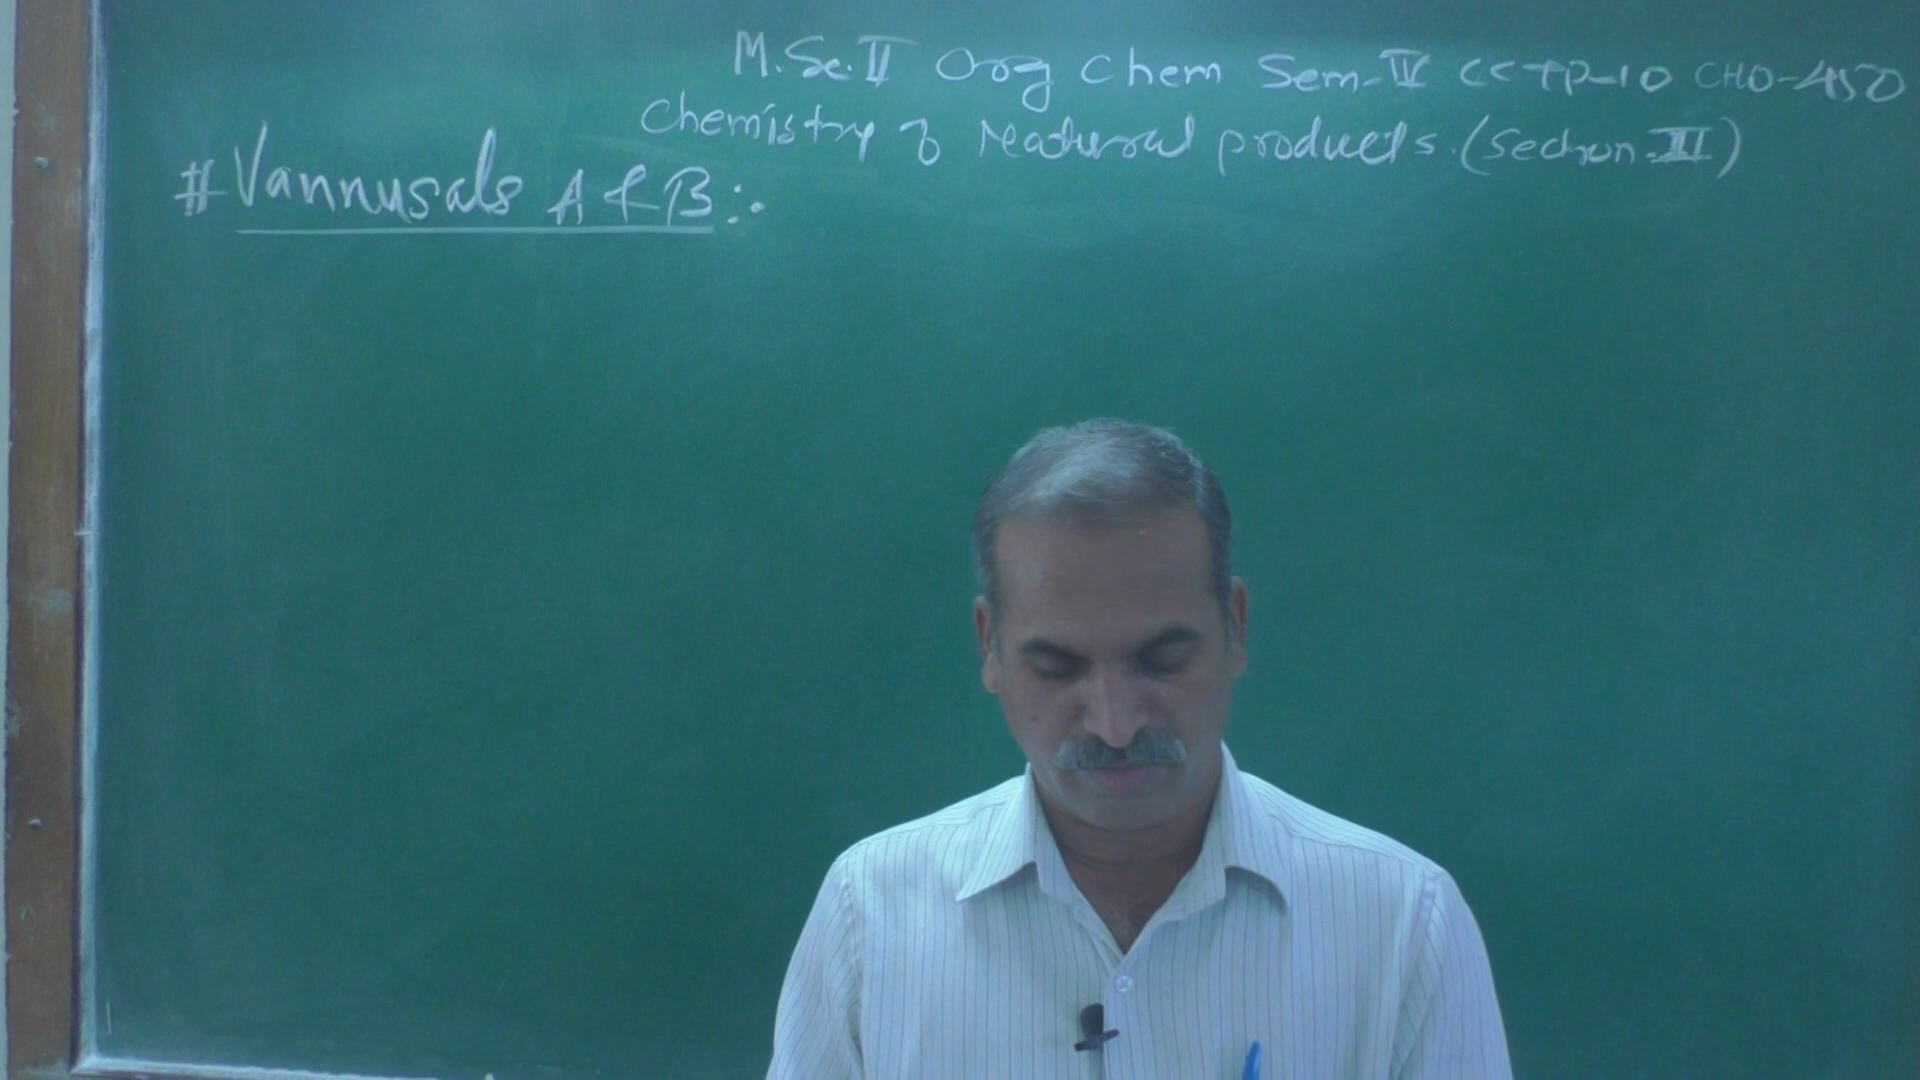 M.Sc.II Org Chem Sem-IV CCTP-10 CHO-450
Chemistry of Natural products. (Section-II)
# Vannusals A & B :-